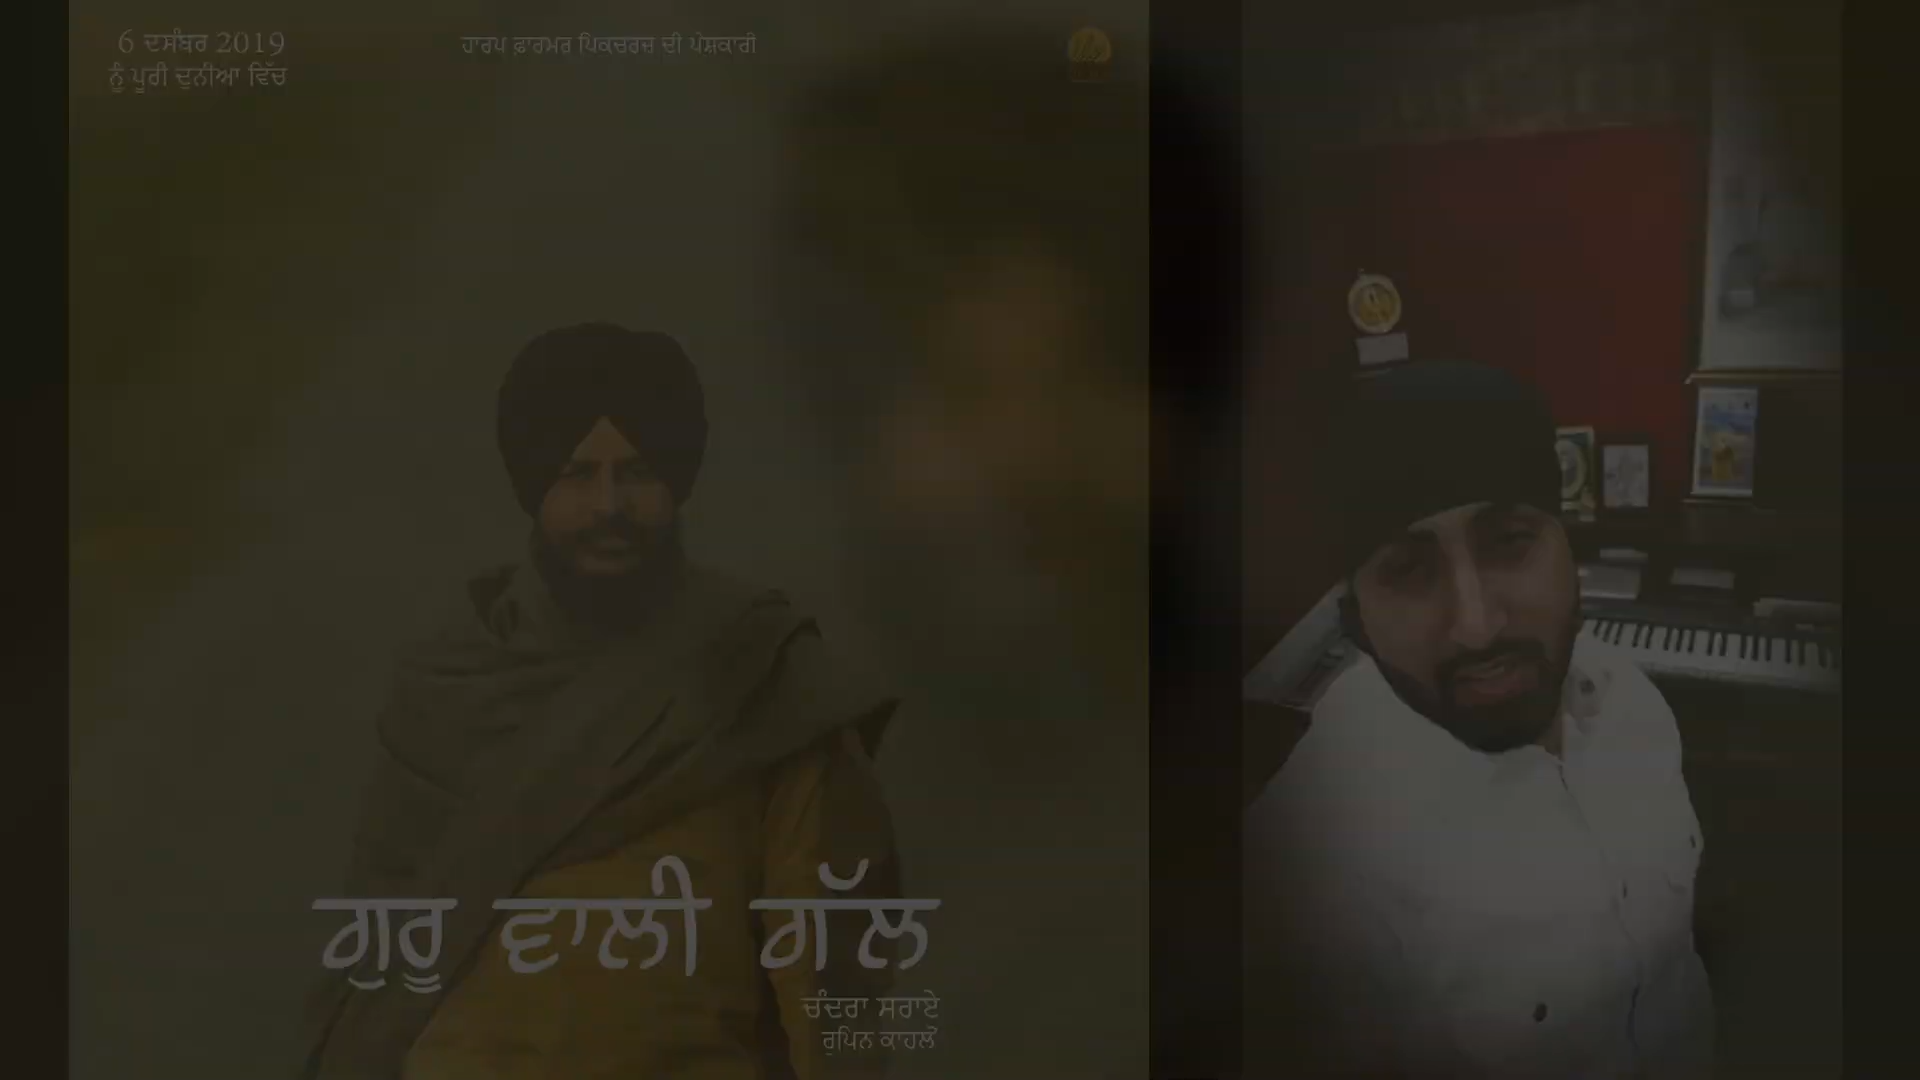 6 ਦਸੰਬਰ 2019
ਨੂੰ ਪੂਰੀ ਦੁਨੀਆ ਵਿੱਚ
ਹਾਰਪ ਫ਼ਾਰਮਰ ਪਿਕਚਰਜ਼ ਦੀ ਪੇਸ਼ਕਾਰੀ
ਗੁਰੂ ਵਾਲੀ ਗੱਲ
ਚੰਦਰਾ ਸਰਾਏ
ਰੁਪਿਨ ਕਾਹਲੋਂ